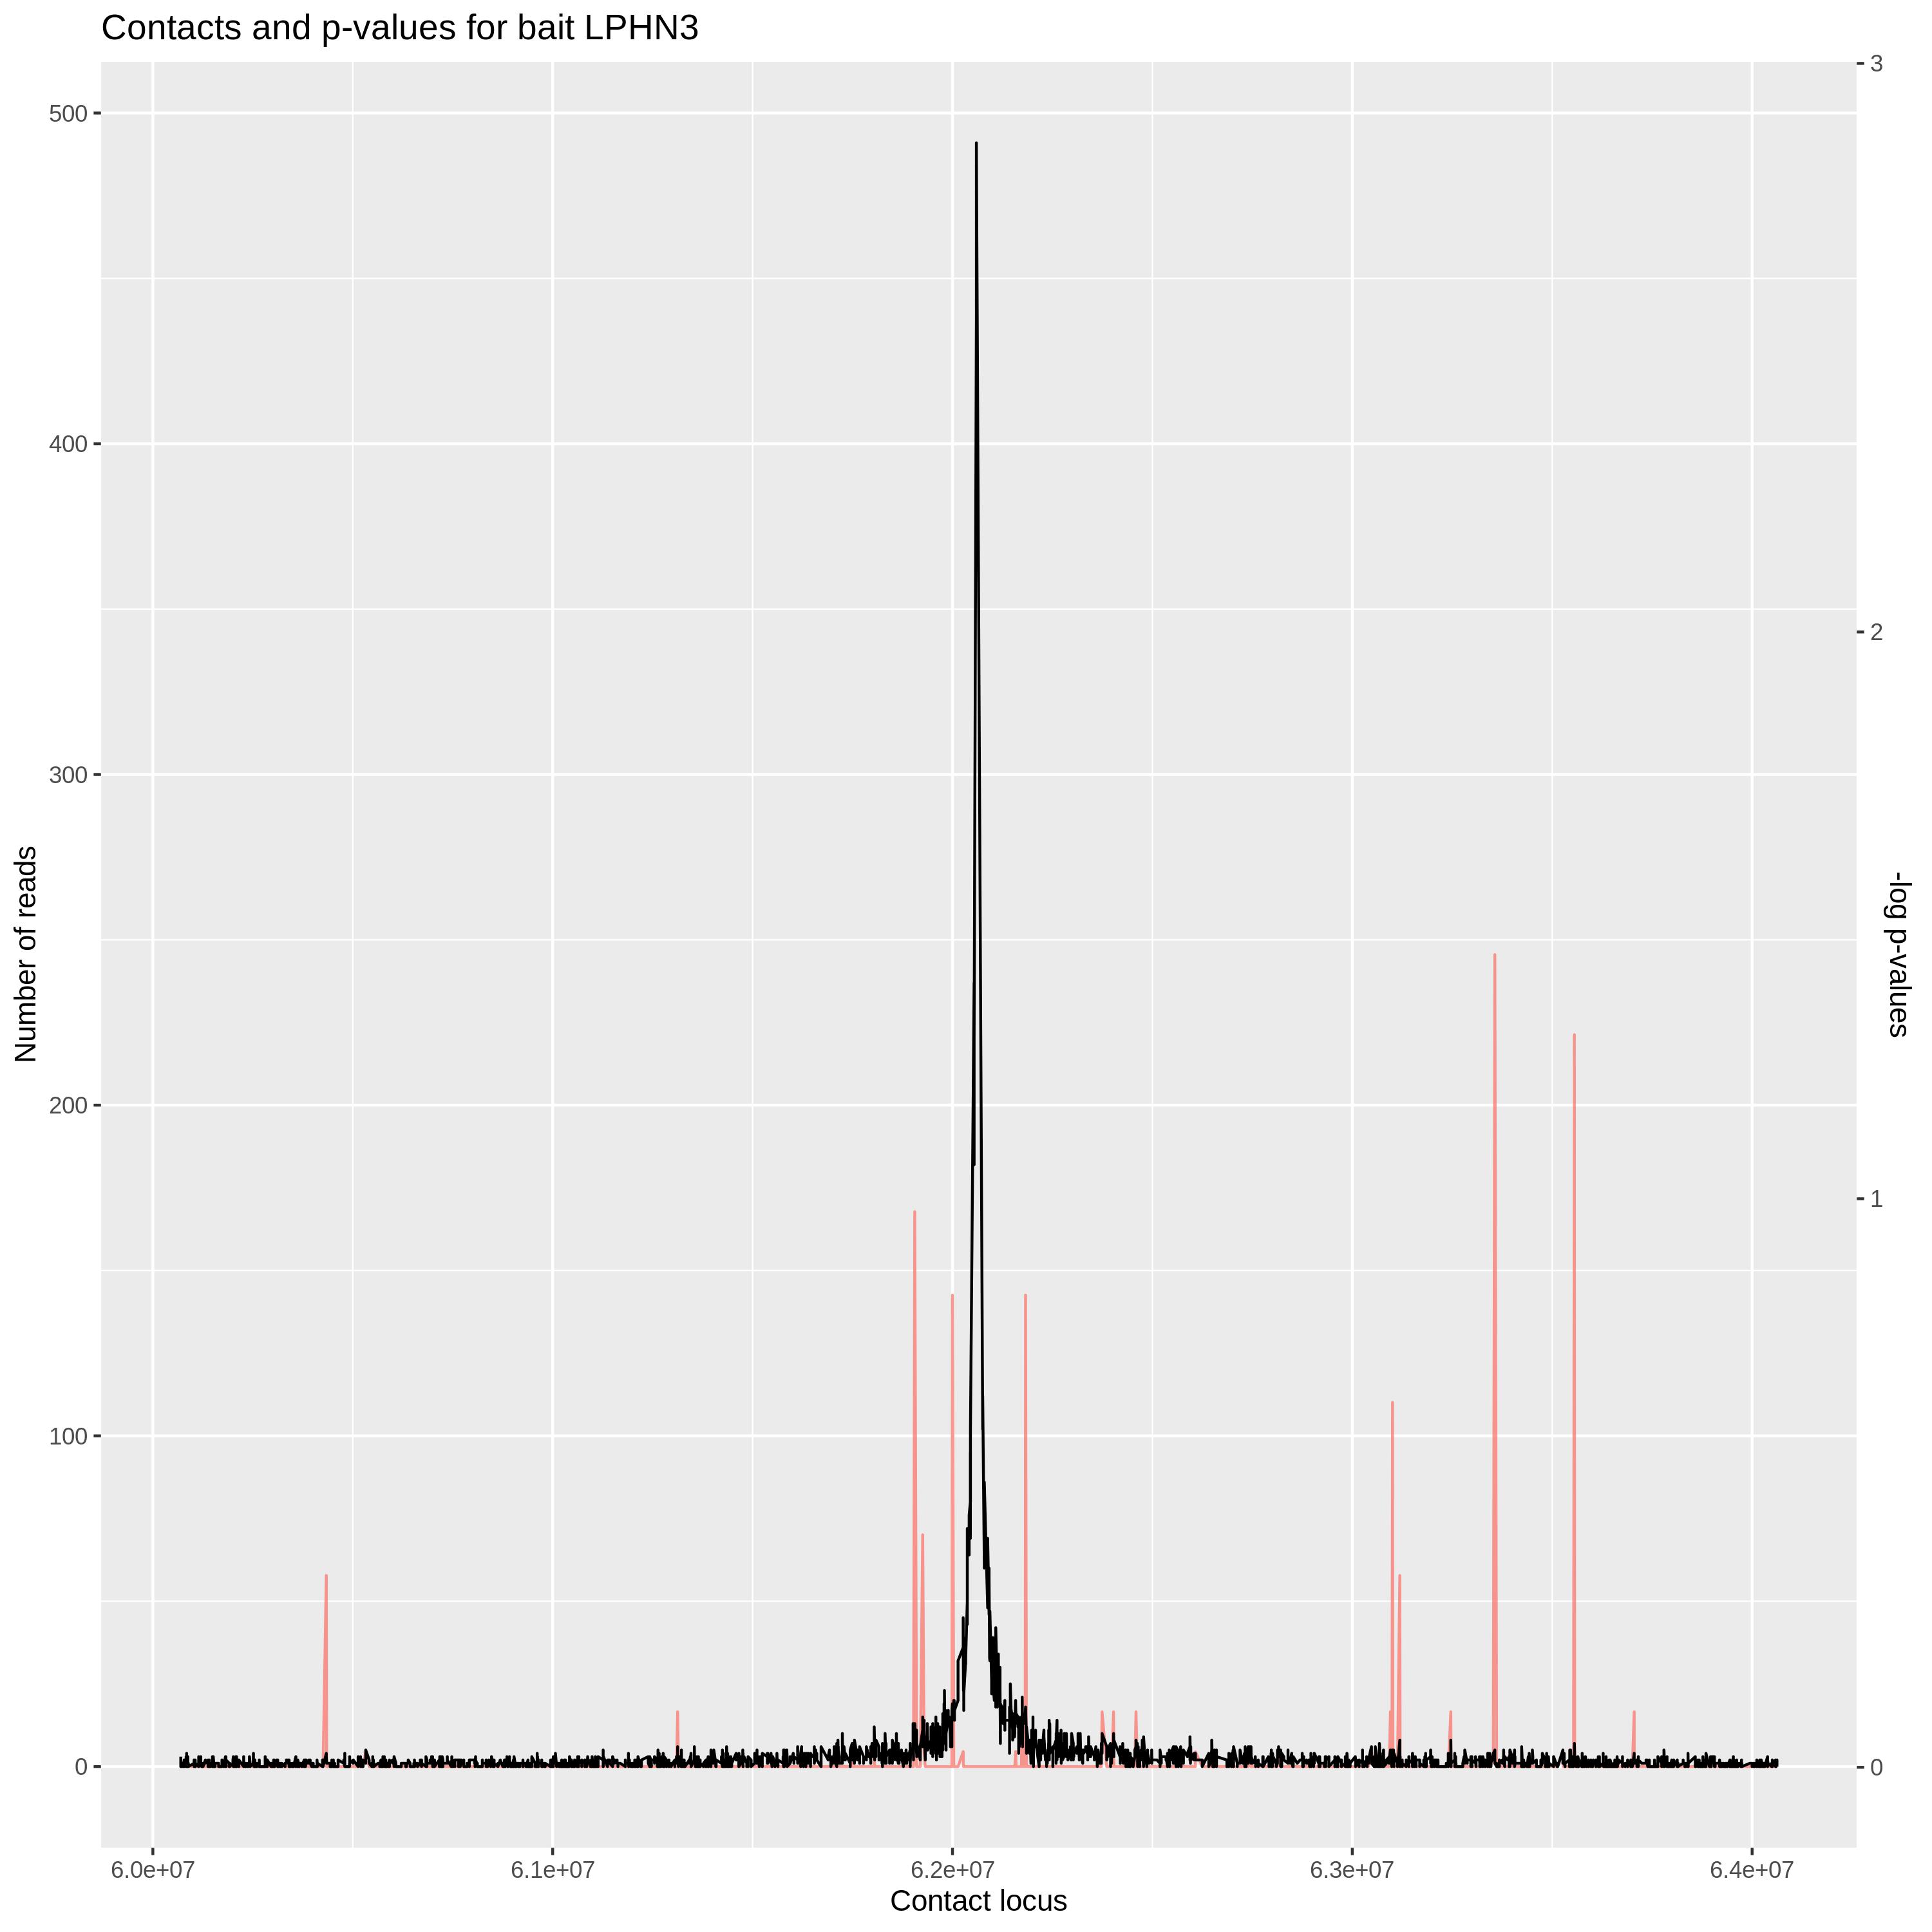 Contacts and p-values for bait LPHN3
500
400
300
200
100
0
Number of reads
3
2
1
0
-log p-values
6.0e+07
6.1e+07
6.2e+07
6.3e+07
6.4e+07
Contact locus